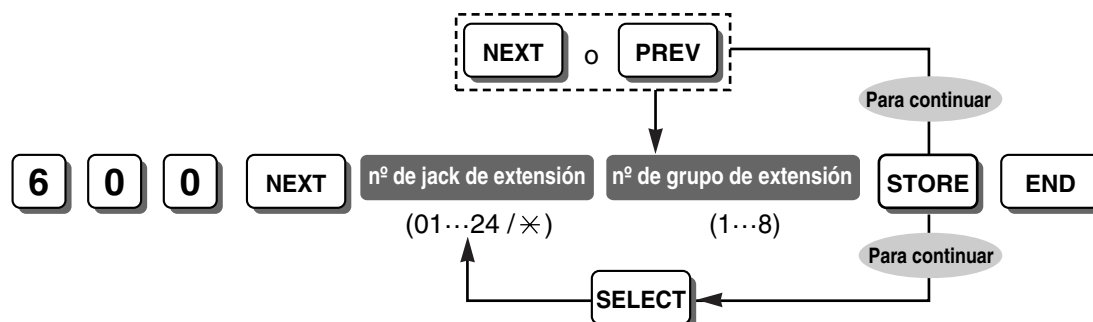 NEXT o PREV
Para continuar
6 0 0 NEXT nº de jack de extensión nº de grupo de extensión STORE END
(01···24 / ✳) (1···8)
Para continuar
SELECT